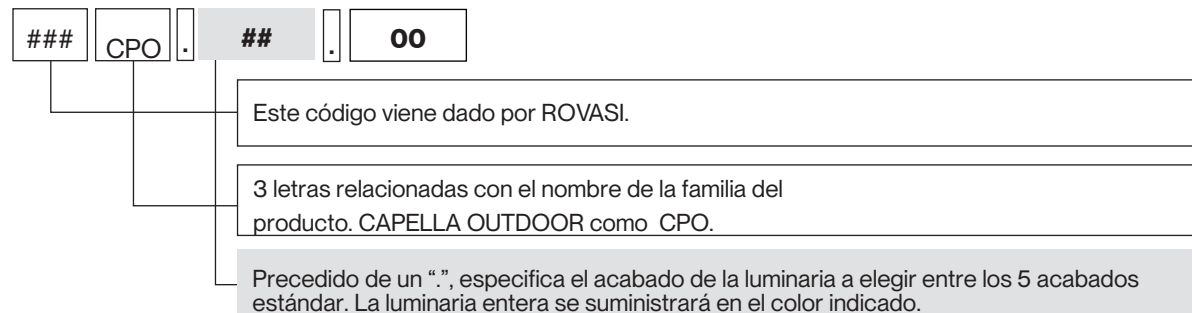 ### CPO . ## . 00
Este código viene dado por ROVASI.
3 letras relacionadas con el nombre de la familia del
producto. CAPELLA OUTDOOR como CPO.
Precedido de un “.”, especifica el acabado de la luminaria a elegir entre los 5 acabados
estándar. La luminaria entera se suministrará en el color indicado.